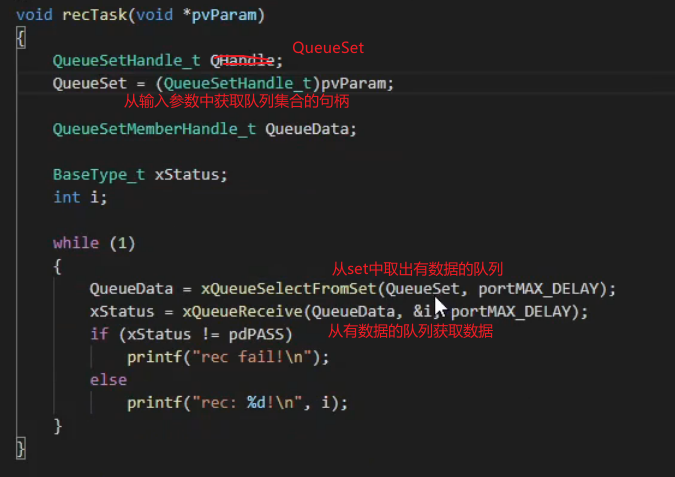 void recTask(void *pvParam)
{
QueueSet
QueueSetHandle_t QHandle;
QueueSet = (QueueSetHandle_t)pvParam;
从输入参数中获取队列集合的句柄
QueueSetMemberHandle_t QueueData;
BaseType_t xStatus;
int i;
while (1)
{
从set中取出有数据的队列
QueueData = xQueueSelectFromSet(QueueSet, portMAX_DELAY);
xStatus = xQueueReceive(QueueData, &i, portMAX_DELAY);
从有数据的队列获取数据
if (xStatus != pdPASS)
printf("rec fail!\n");
else
printf("rec: %d!\n", i);
}
}